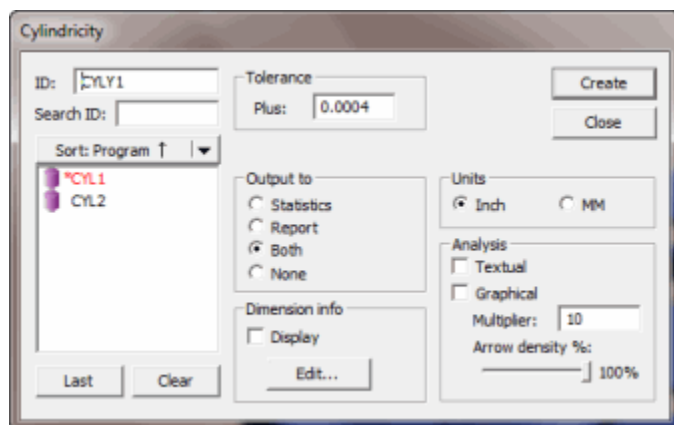 Cylindricity
ID: CYLY1
Search ID:
Sort: Program ↑
*CYL1
CYL2
Last
Clear
Tolerance
Plus: 0.0004
Output to
Statistics
Report
Both
None
Dimension info
Display
Edit...
Create
Close
Units
Inch
MM
Analysis
Textual
Graphical
Multiplier: 10
Arrow density %:
100%